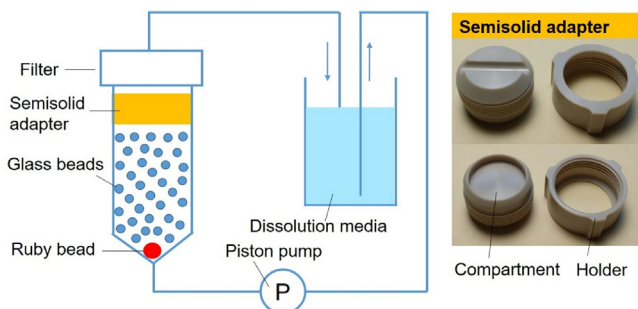 Filter
Semisolid
adapter
Glass beads
Ruby bead
Dissolution media
Piston pump
P
Semisolid adapter
Compartment
Holder